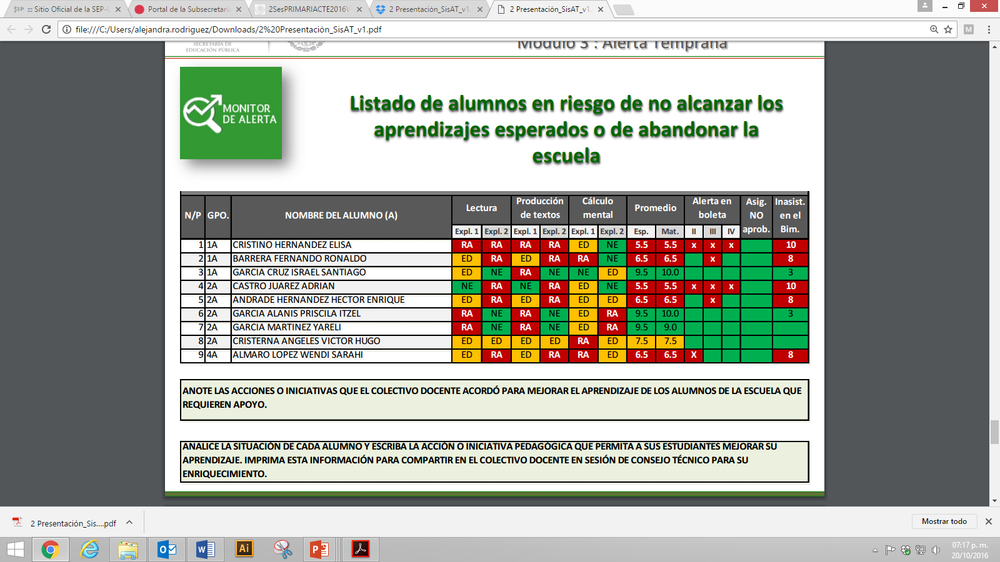 SEP ::: Sitio Oficial de la SEP-U
Portal de la Subsecretarí
2SesPRIMARIACTE2016V
2 Presentación_SisAT_v1.
2 Presentación_SisAT_v1.
file:///C:/Users/alejandra.rodriguez/Downloads/2%20Presentación_SisAT_v1.pdf
M
SECRETARÍA DE
EDUCACIÓN PÚBLICA
Módulo 3 : Alerta Temprana
MONITOR
DE ALERTA
Listado de alumnos en riesgo de no alcanzar los
aprendizajes esperados o de abandonar la
escuela
N/P GPO. NOMBRE DEL ALUMNO (A) Lectura Producción de textos Cálculo mental Promedio Alerta en boleta Asig. NO aprob. Inasist. en el Bim.
Expl. 1 Expl. 2 Expl. 1 Expl. 2 Expl. 1 Expl. 2 Esp. Mat. II III IV
1 1A CRISTINO HERNANDEZ ELISA RA RA RA RA ED NE 5.5 5.5 x x x 10
2 1A BARRERA FERNANDO RONALDO ED RA ED RA RA NE 6.5 6.5 x 8
3 1A GARCIA CRUZ ISRAEL SANTIAGO ED NE RA NE NE ED 9.5 10.0 3
4 2A CASTRO JUAREZ ADRIAN NE RA NE RA ED NE 5.5 5.5 x x x 10
5 2A ANDRADE HERNANDEZ HECTOR ENRIQUE ED RA ED RA ED ED 6.5 6.5 x 8
6 2A GARCIA ALANIS PRISCILA ITZEL RA NE RA NE ED RA 9.5 10.0 3
7 2A GARCIA MARTINEZ YARELI RA NE RA NE ED RA 9.5 9.0
8 2A CRISTERNA ANGELES VICTOR HUGO ED ED ED ED RA ED 7.5 7.5
9 4A ALMARO LOPEZ WENDI SARAHI ED RA ED RA RA ED 6.5 6.5 X 8
ANOTE LAS ACCIONES O INICIATIVAS QUE EL COLECTIVO DOCENTE ACORDÓ PARA MEJORAR EL APRENDIZAJE DE LOS ALUMNOS DE LA ESCUELA QUE
REQUIEREN APOYO.
ANALICE LA SITUACIÓN DE CADA ALUMNO Y ESCRIBA LA ACCIÓN O INICIATIVA PEDAGÓGICA QUE PERMITA A SUS ESTUDIANTES MEJORAR SU
APRENDIZAJE. IMPRIMA ESTA INFORMACIÓN PARA COMPARTIR EN EL COLECTIVO DOCENTE EN SESIÓN DE CONSEJO TÉCNICO PARA SU
ENRIQUECIMIENTO.
2 Presentación_Sis....pdf
Mostrar todo
Ai
07:17 p. m.
20/10/2016